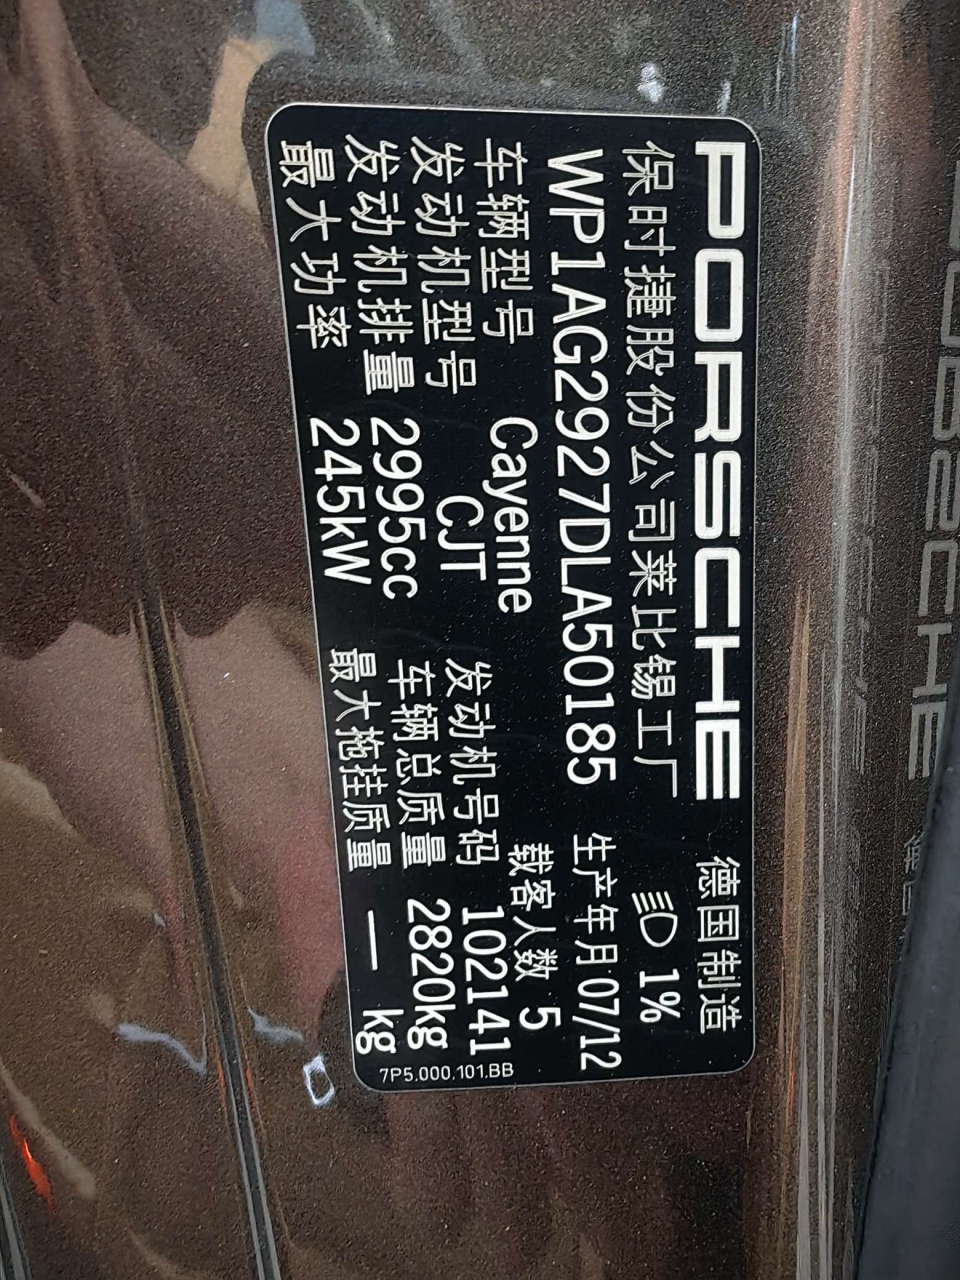 PORSCHE 德国制造
保时捷股份公司莱比锡工厂 1%
WP1AG2927DLA50185 生产年月07/12
车辆型号 Cayenne 载客人数 5
发动机型号 CJT 发动机号码 102141
发动机排量 2995cc 车辆总质量 2820kg
最大功率 245kW 最大拖挂质量 — kg
7P5.000.101.BB